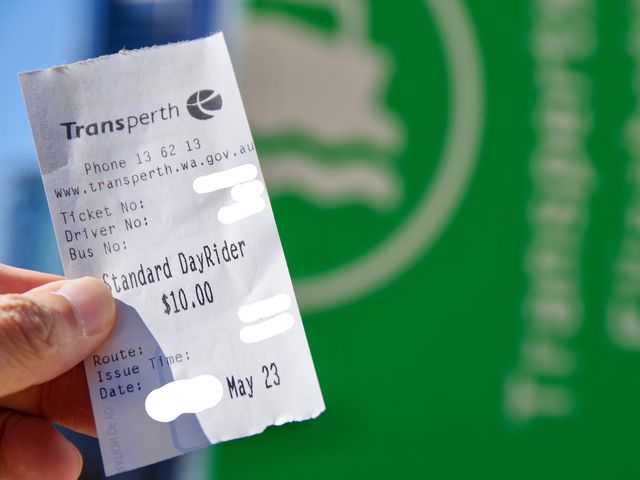 Transperth
Phone 13 62 13
www.transperth.wa.gov.au
Ticket No:
Driver No:
Bus No:
Standard DayRider
$10.00
Route:
Issue Time:
Date: May 23
Transperth